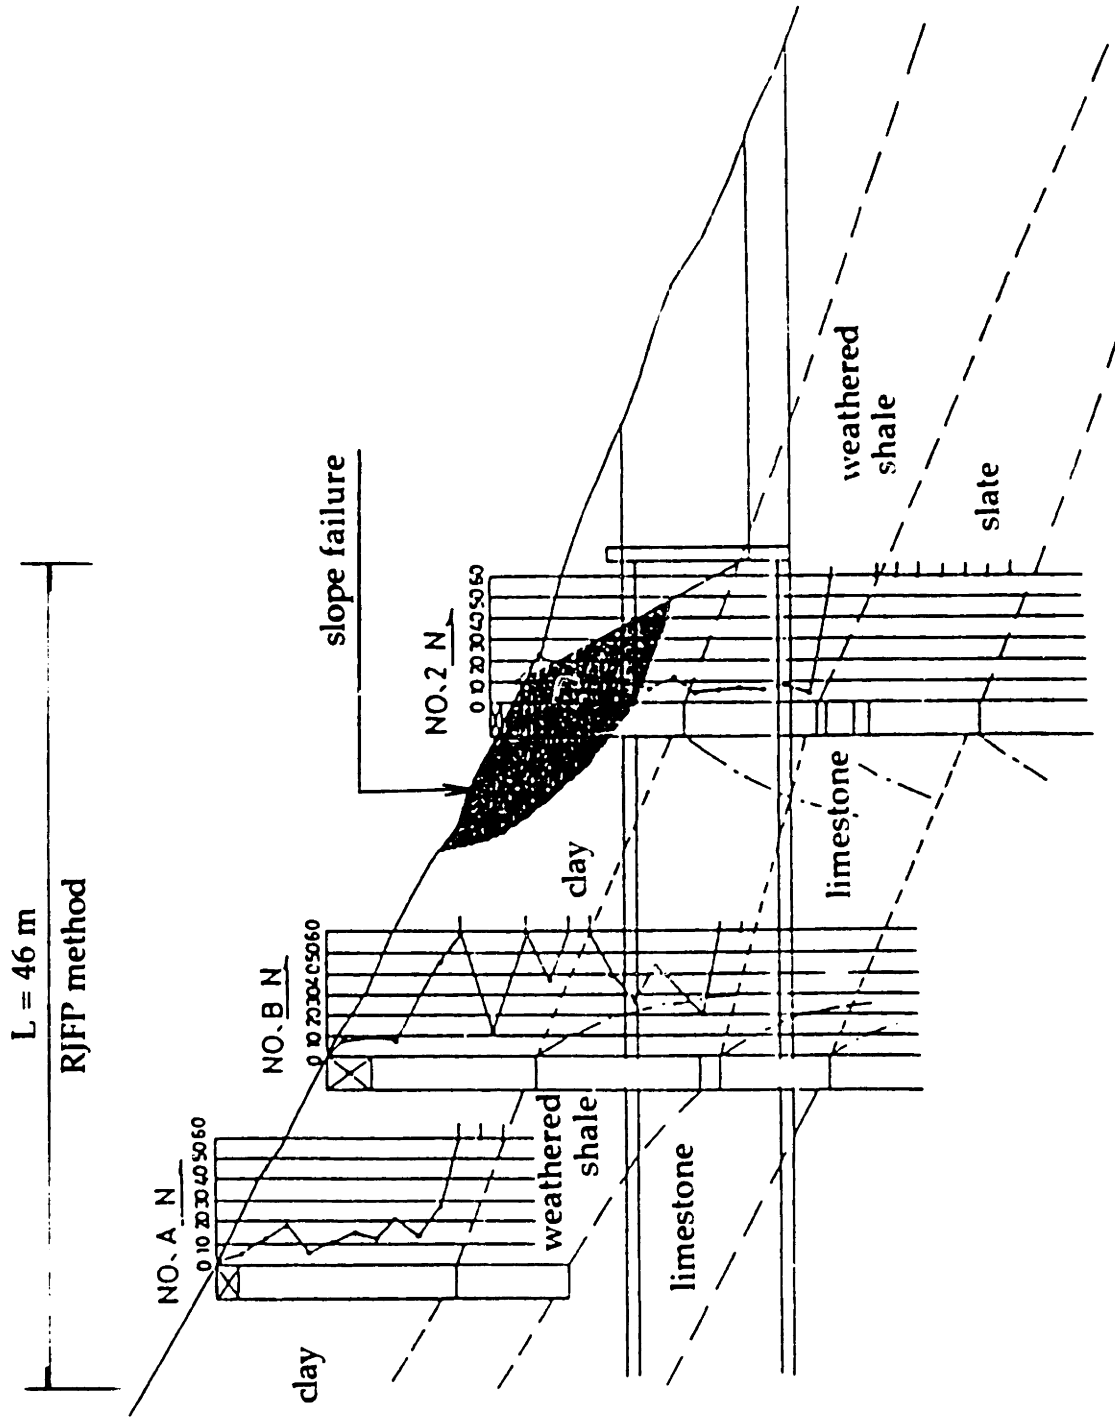 L = 46 m
RJFP method
slope failure
NO. A N
0 10 20 30 40 50 60
NO. B N
0 10 20 30 40 50 60
NO. 2 N
0 10 20 30 40 50 60
clay
weathered
shale
limestone
clay
limestone
weathered
shale
slate